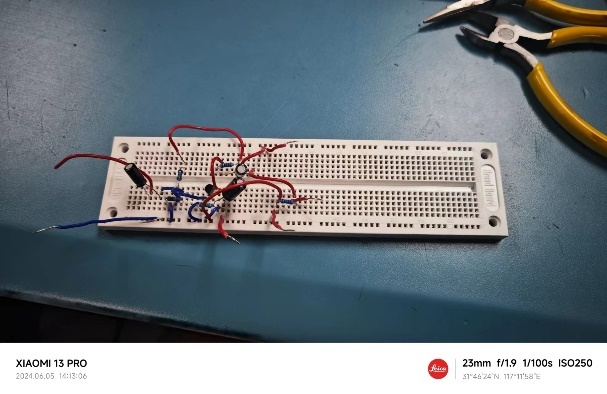 XIAOMI 13 PRO
2024.06.05 14:13:06
Leica
23mm f/1.9 1/100s ISO250
31°46'24"N 117°11'58"E